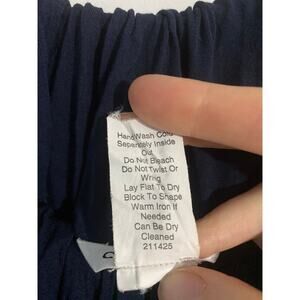 Hand Wash Cold
Separately Inside
Out
Do Not Bleach
Do Not Twist Or
Wring
Lay Flat To Dry
Block To Shape
Warm Iron If
Needed
Can Be Dry
Cleaned
211425